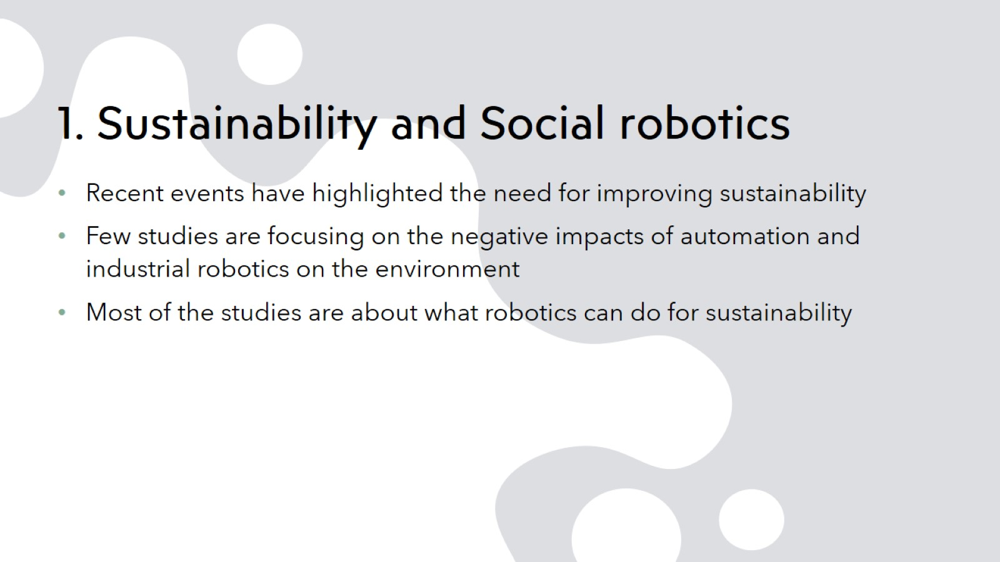 1. Sustainability and Social robotics
• Recent events have highlighted the need for improving sustainability
• Few studies are focusing on the negative impacts of automation and
industrial robotics on the environment
• Most of the studies are about what robotics can do for sustainability